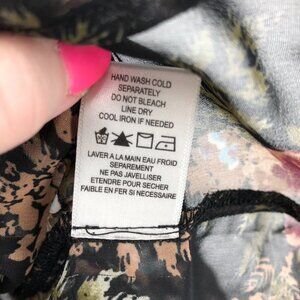 HAND WASH COLD
SEPARATELY
DO NOT BLEACH
LINE DRY
COOL IRON IF NEEDED
LAVER A LA MAIN EAU FROID
SEPAREMENT
NE PAS JAVELLISER
ETENDRE POUR SECHER
FAIBLE EN FER SI NECESSAIRE